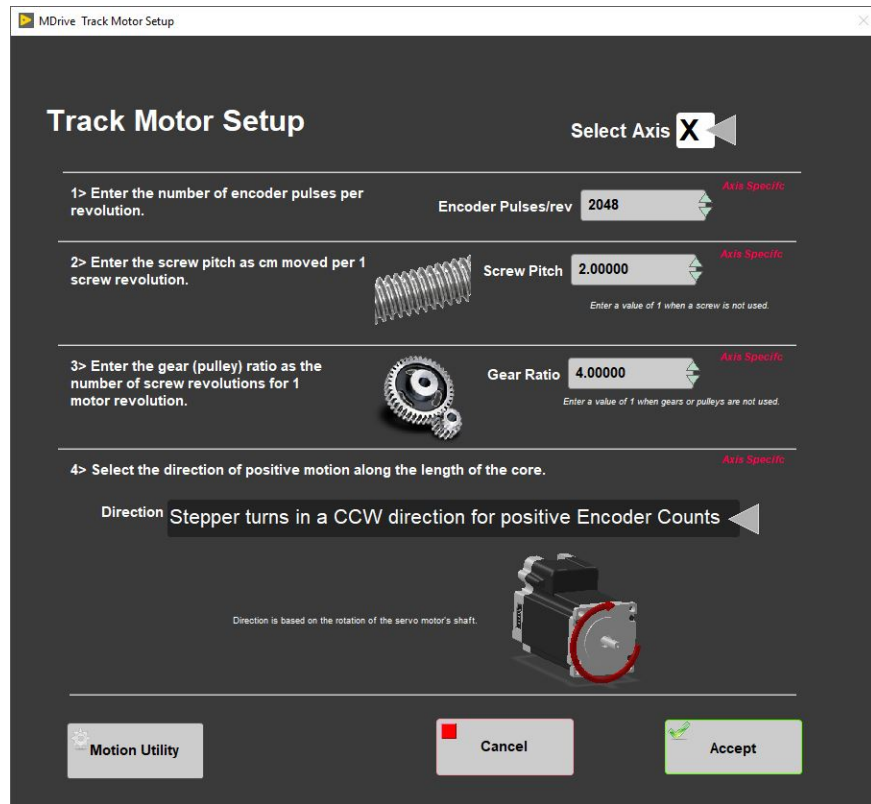 MDrive Track Motor Setup
Track Motor Setup
Select Axis X
Axis Specifc
1> Enter the number of encoder pulses per
revolution.
Encoder Pulses/rev 2048
Axis Specifc
2> Enter the screw pitch as cm moved per 1
screw revolution.
Screw Pitch 2.00000
Enter a value of 1 when a screw is not used.
Axis Specifc
3> Enter the gear (pulley) ratio as the
number of screw revolutions for 1
motor revolution.
Gear Ratio 4.00000
Enter a value of 1 when gears or pulleys are not used.
Axis Specifc
4> Select the direction of positive motion along the length of the core.
Direction Stepper turns in a CCW direction for positive Encoder Counts
Direction is based on the rotation of the servo motor's shaft.
Motion Utility
Cancel
Accept